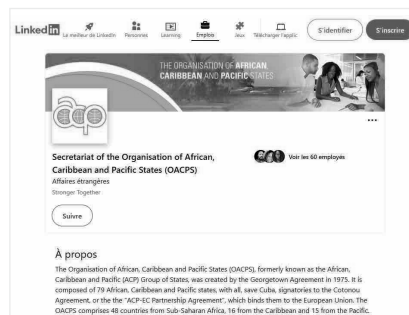 LinkedIn
Le meilleur de LinkedIn
Personnes
Learning
Emplois
Jeux
Télécharger l'applic
S'identifier
S'inscrire
THE ORGANISATION OF AFRICAN,
CARIBBEAN AND PACIFIC STATES
acp
Secretariat of the Organisation of African,
Caribbean and Pacific States (OACPS)
Affaires étrangères
Stronger Together
Voir les 60 employés
Suivre
À propos
The Organisation of African, Caribbean and Pacific States (OACPS), formerly known as the African,
Caribbean and Pacific (ACP) Group of States, was created by the Georgetown Agreement in 1975. It is
composed of 79 African, Caribbean and Pacific states, with all, save Cuba, signatories to the Cotonou
Agreement, or the the "ACP-EC Partnership Agreement", which binds them to the European Union. The
OACPS comprises 48 countries from Sub-Saharan Africa, 16 from the Caribbean and 15 from the Pacific.